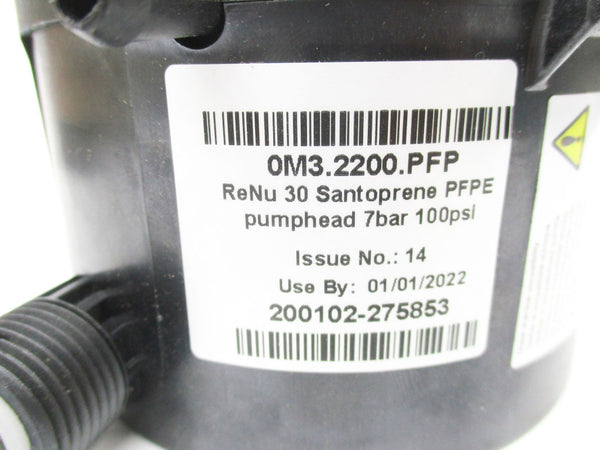 0M3.2200.PFP
ReNu 30 Santoprene PFPE
pumphead 7bar 100psi
Issue No.: 14
Use By: 01/01/2022
200102-275853